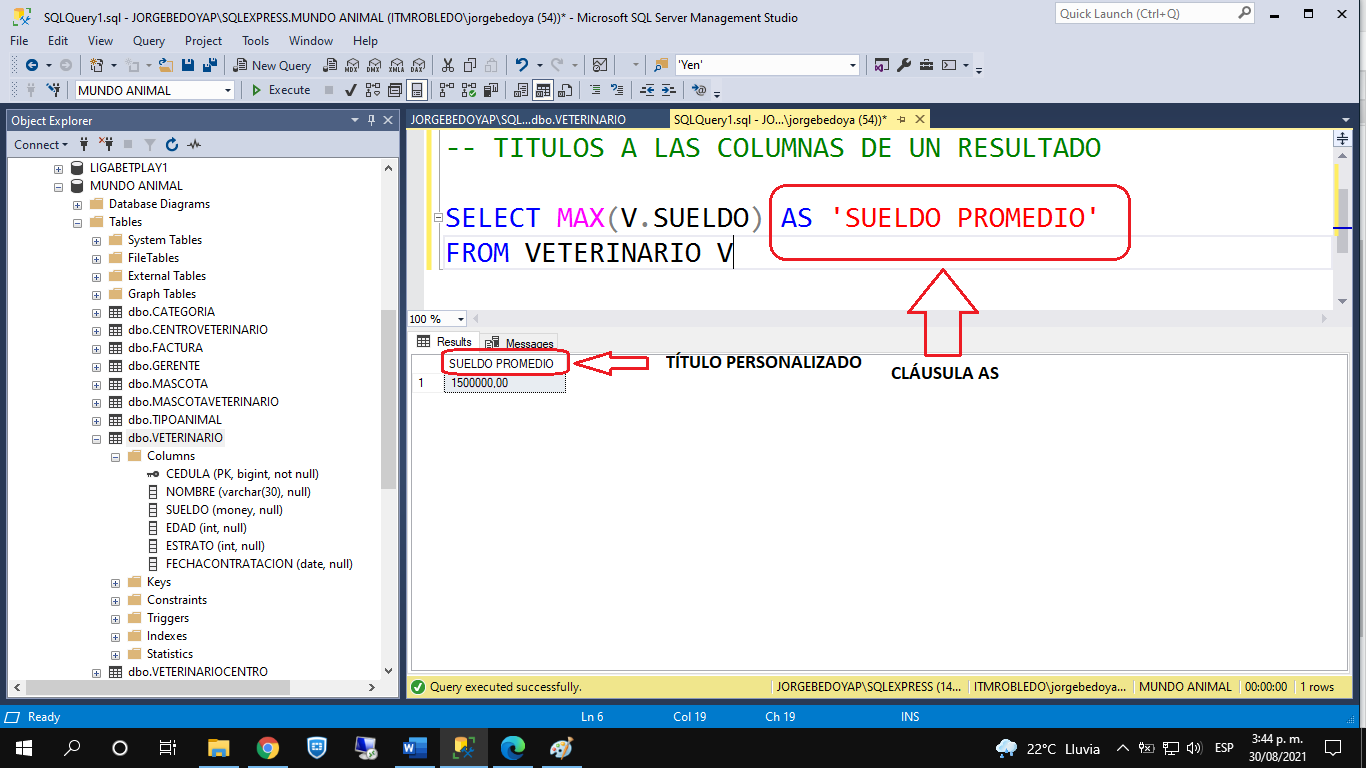 SQLQuery1.sql - JORGEBEDOYAP\SQLEXPRESS.MUNDO ANIMAL (ITMROBLEDO\jorgebedoya (54))* - Microsoft SQL Server Management Studio
Quick Launch (Ctrl+Q)
File Edit View Query Project Tools Window Help
New Query MDX DMX XMLA DAX 'Yen'
MUNDO ANIMAL Execute
Object Explorer
Connect
LIGABETPLAY1
MUNDO ANIMAL
Database Diagrams
Tables
System Tables
FileTables
External Tables
Graph Tables
dbo.CATEGORIA
dbo.CENTROVETERINARIO
dbo.FACTURA
dbo.GERENTE
dbo.MASCOTA
dbo.MASCOTAVETERINARIO
dbo.TIPOANIMAL
dbo.VETERINARIO
Columns
CEDULA (PK, bigint, not null)
NOMBRE (varchar(30), null)
SUELDO (money, null)
EDAD (int, null)
ESTRATO (int, null)
FECHACONTRATACION (date, null)
Keys
Constraints
Triggers
Indexes
Statistics
dbo.VETERINARIOCENTRO
JORGEBEDOYAP\SQL...dbo.VETERINARIO
SQLQuery1.sql - JO...\jorgebedoya (54))*
-- TITULOS A LAS COLUMNAS DE UN RESULTADO
SELECT MAX(V.SUELDO) AS 'SUELDO PROMEDIO'
FROM VETERINARIO V
100 %
Results Messages
SUELDO PROMEDIO
1 1500000,00
TÍTULO PERSONALIZADO
CLÁUSULA AS
Query executed successfully. JORGEBEDOYAP\SQLEXPRESS (14... ITMROBLEDO\jorgebedoya... MUNDO ANIMAL 00:00:00 1 rows
Ready Ln 6 Col 19 Ch 19 INS
22°C Lluvia ESP
3:44 p. m.
30/08/2021